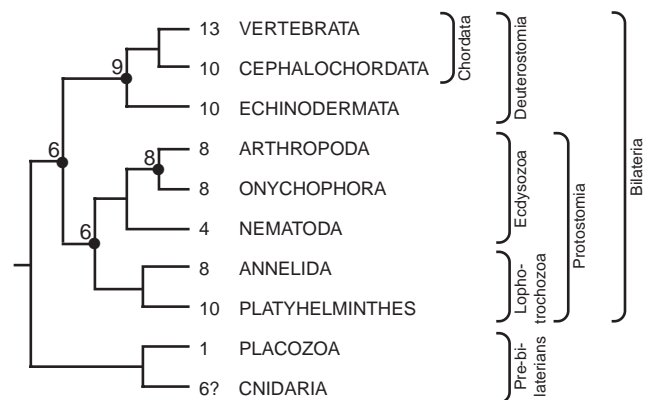 13 VERTEBRATA
10 CEPHALOCHORDATA
10 ECHINODERMATA
8 ARTHROPODA
8 ONYCHOPHORA
4 NEMATODA
8 ANNELIDA
10 PLATYHELMINTHES
1 PLACOZOA
6? CNIDARIA
9
6
8
6
Chordata
Deuterostomia
Ecdysozoa
Lopho-
trochozoa
Protostomia
Pre-bi-
laterians
Bilateria